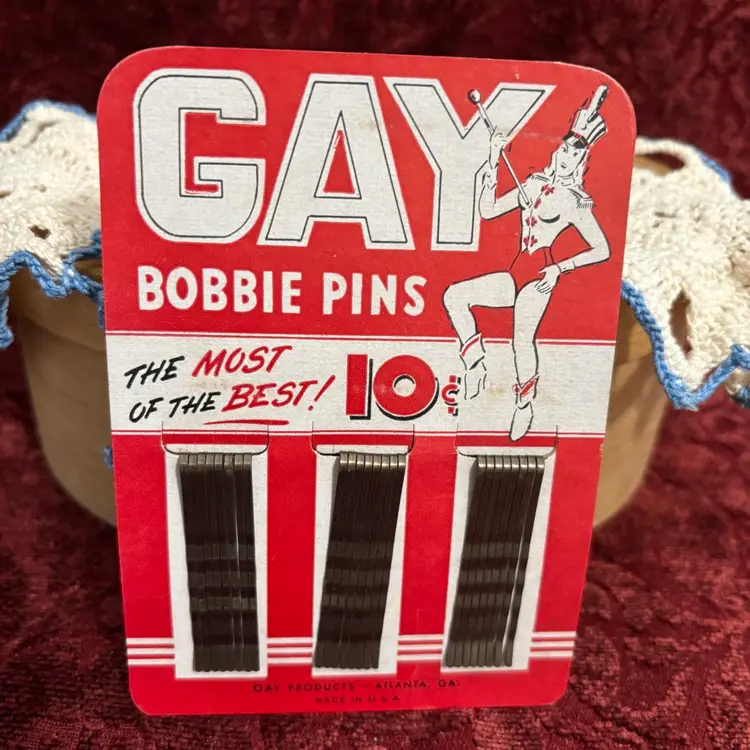 GAY
BOBBIE PINS
THE MOST
OF THE BEST! 10¢
GAY PRODUCTS — ATLANTA, GA.
MADE IN U.S.A.